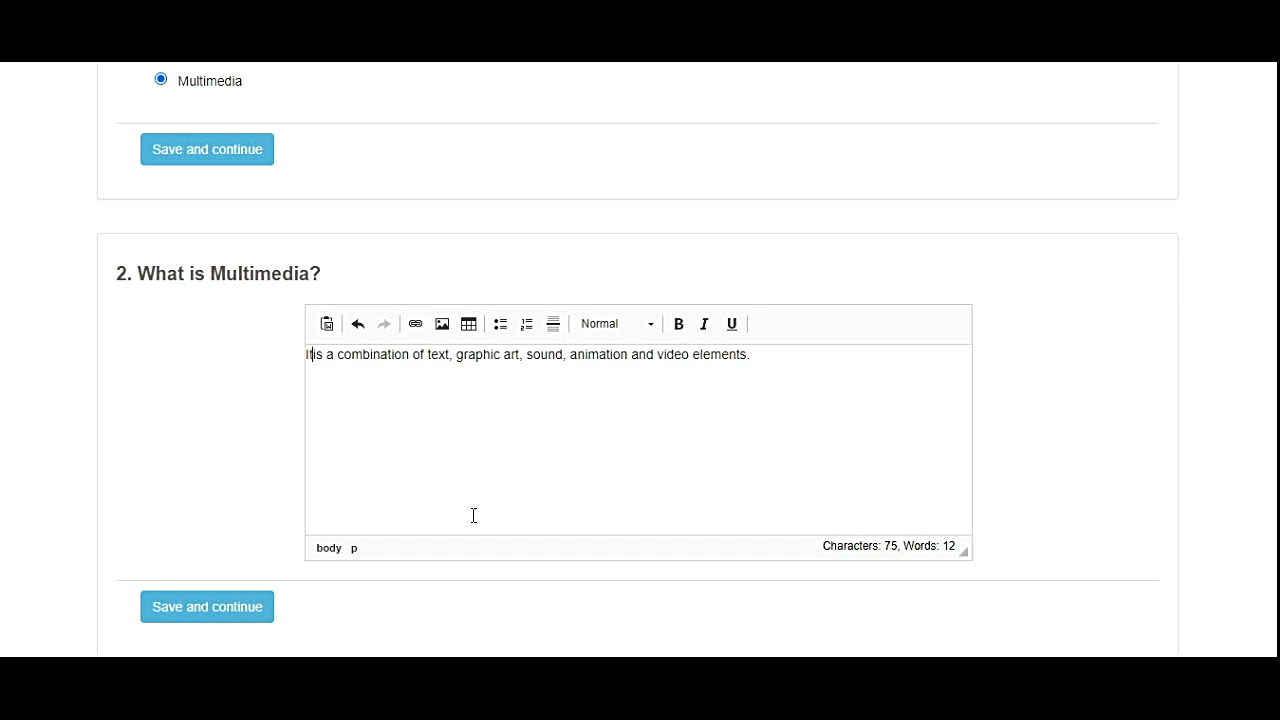 Multimedia
Save and continue
2. What is Multimedia?
Normal B I U
It is a combination of text, graphic art, sound, animation and video elements.
body p Characters: 75, Words: 12
Save and continue